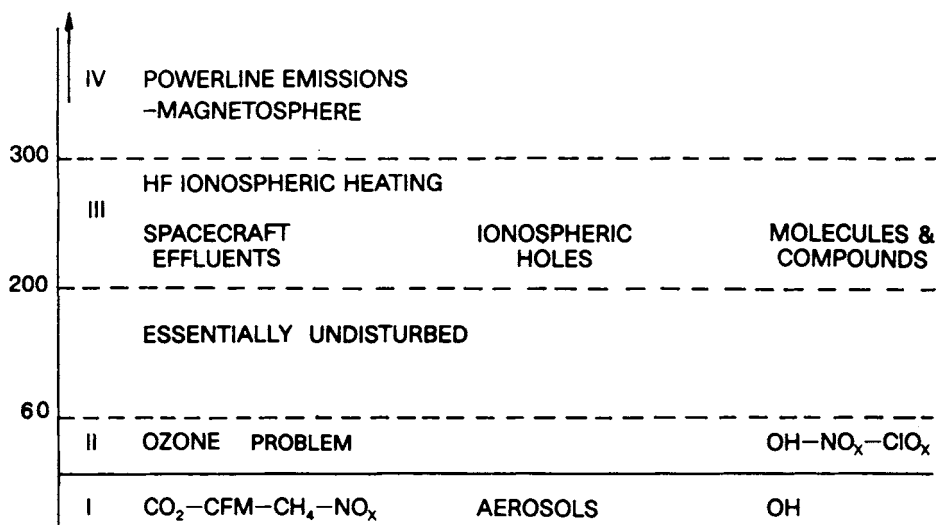 IV POWERLINE EMISSIONS
–MAGNETOSPHERE
300
HF IONOSPHERIC HEATING
III
SPACECRAFT IONOSPHERIC MOLECULES &
EFFLUENTS HOLES COMPOUNDS
200
ESSENTIALLY UNDISTURBED
60
II OZONE PROBLEM OH–NOₓ–ClOₓ
I CO₂–CFM–CH₄–NOₓ AEROSOLS OH